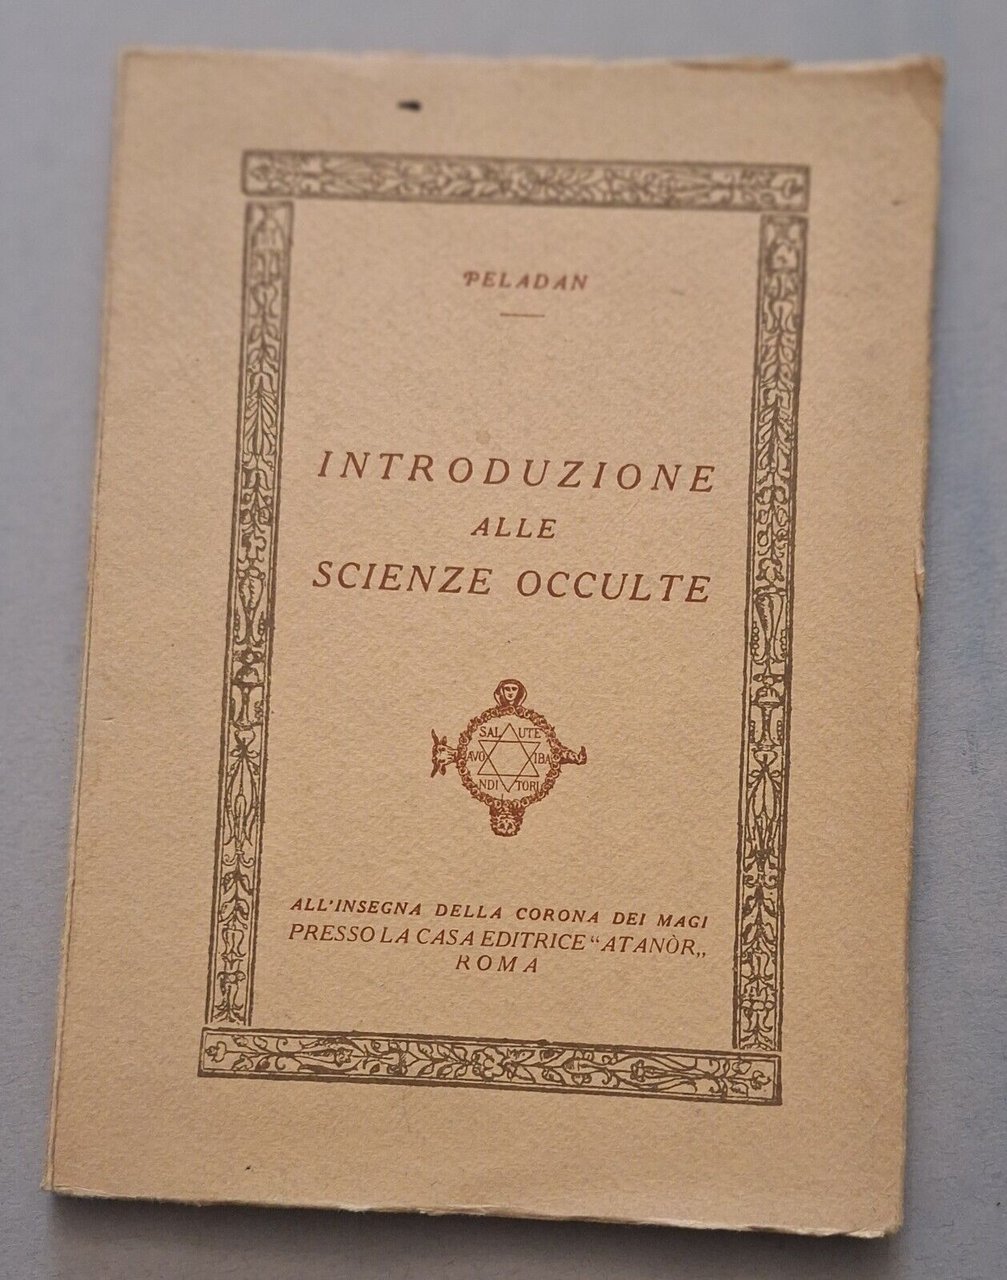 PELADAN
INTRODUZIONE
ALLE
SCIENZE OCCULTE
SAL UTE
AVO IBA
NDI TORI
ALL'INSEGNA DELLA CORONA DEI MAGI
PRESSO LA CASA EDITRICE “ATANÒR„
ROMA